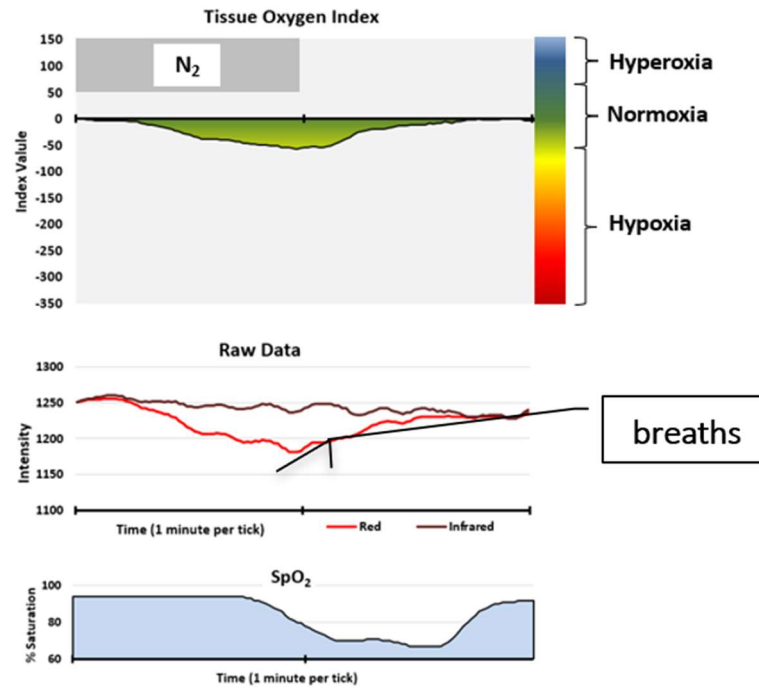 Tissue Oxygen Index
150
100
50
0
-50
-100
-150
-200
-250
-300
-350
Index Valule
N₂
Hyperoxia
Normoxia
Hypoxia
Raw Data
1300
1250
1200
1150
1100
Intensity
breaths
Time (1 minute per tick)
Red
Infrared
SpO₂
100
80
60
% Saturation
Time (1 minute per tick)